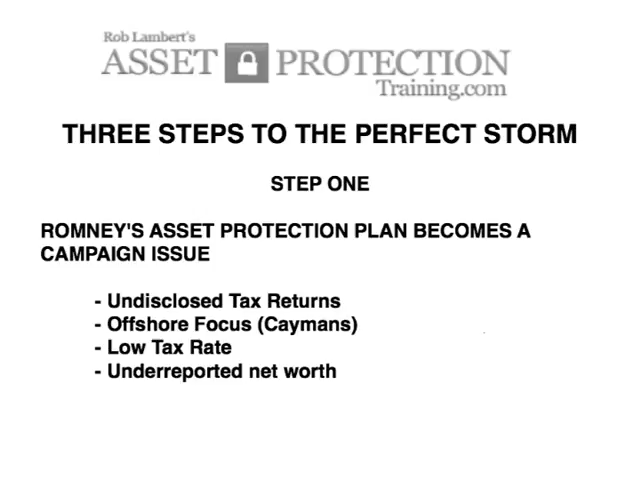 Rob Lambert's
ASSET PROTECTION
Training.com
THREE STEPS TO THE PERFECT STORM
STEP ONE
ROMNEY'S ASSET PROTECTION PLAN BECOMES A
CAMPAIGN ISSUE
- Undisclosed Tax Returns
- Offshore Focus (Caymans)
- Low Tax Rate
- Underreported net worth